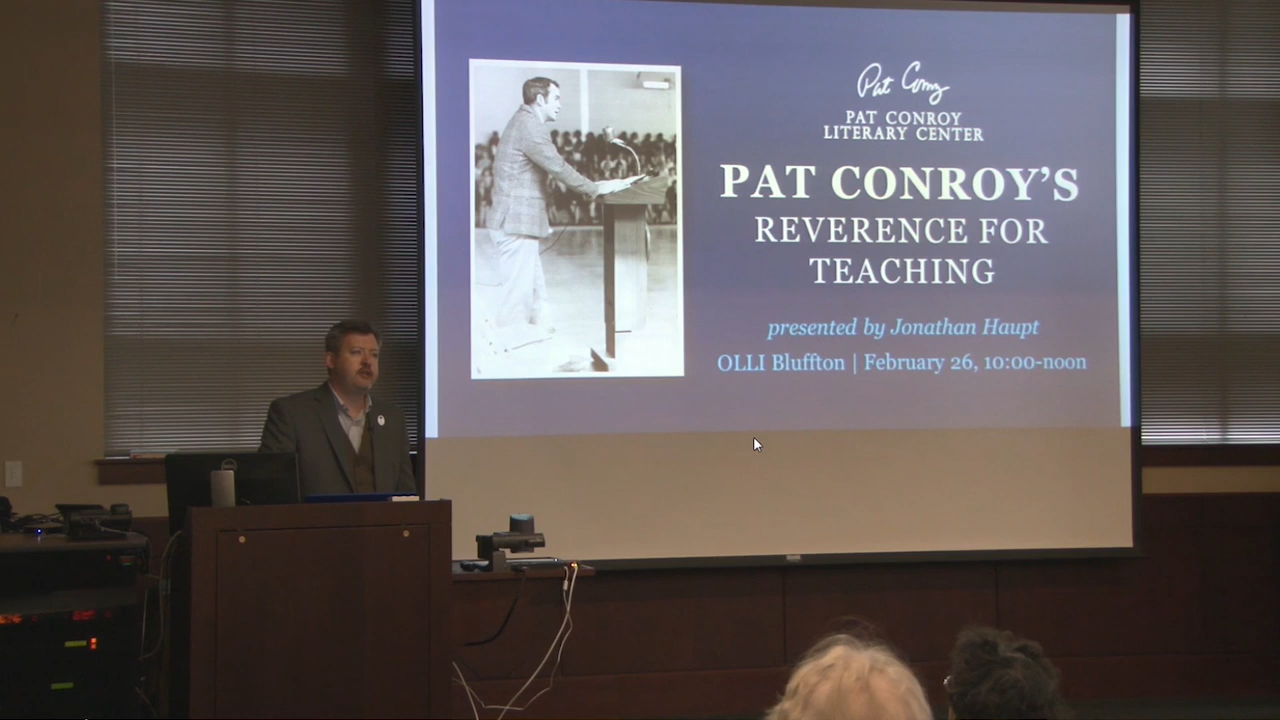 Pat Conroy
PAT CONROY
LITERARY CENTER
PAT CONROY'S
REVERENCE FOR
TEACHING
presented by Jonathan Haupt
OLLI Bluffton | February 26, 10:00-noon